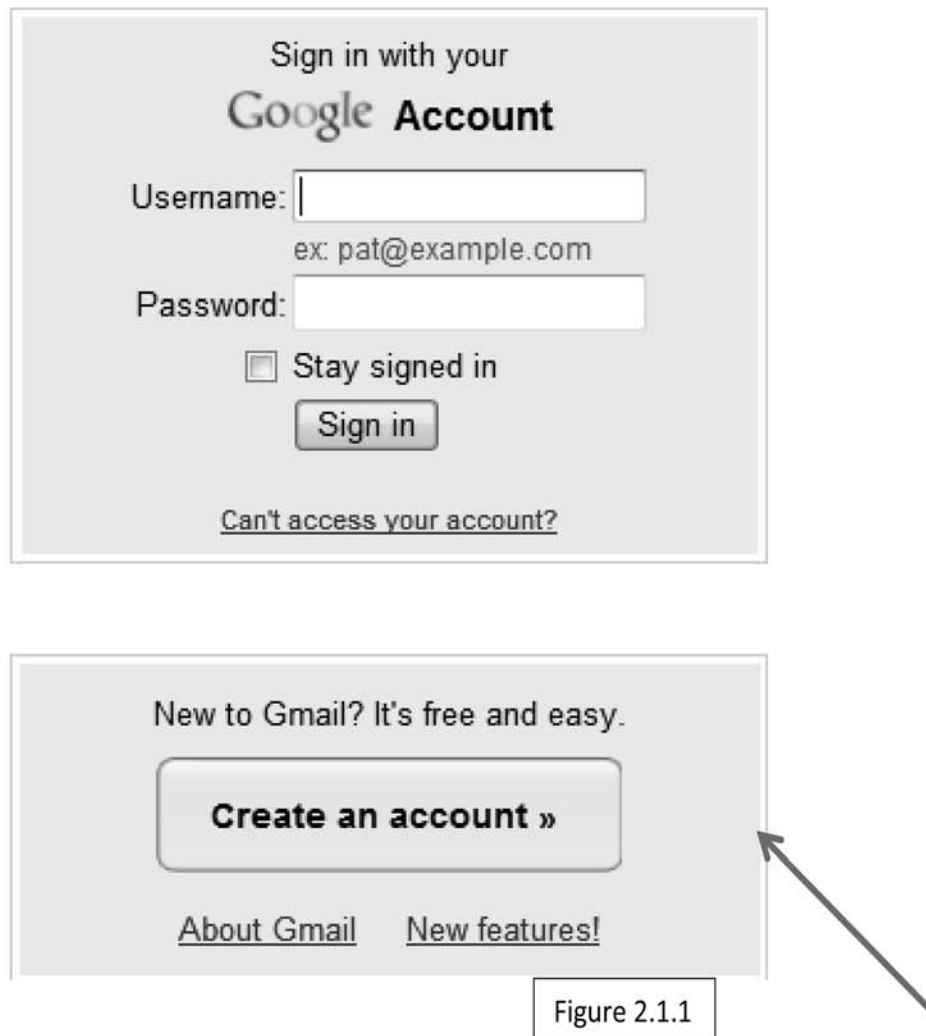 Sign in with your
Google Account
Username:
ex: pat@example.com
Password:
Stay signed in
Sign in
Can't access your account?
New to Gmail? It's free and easy.
Create an account »
About Gmail New features!
Figure 2.1.1